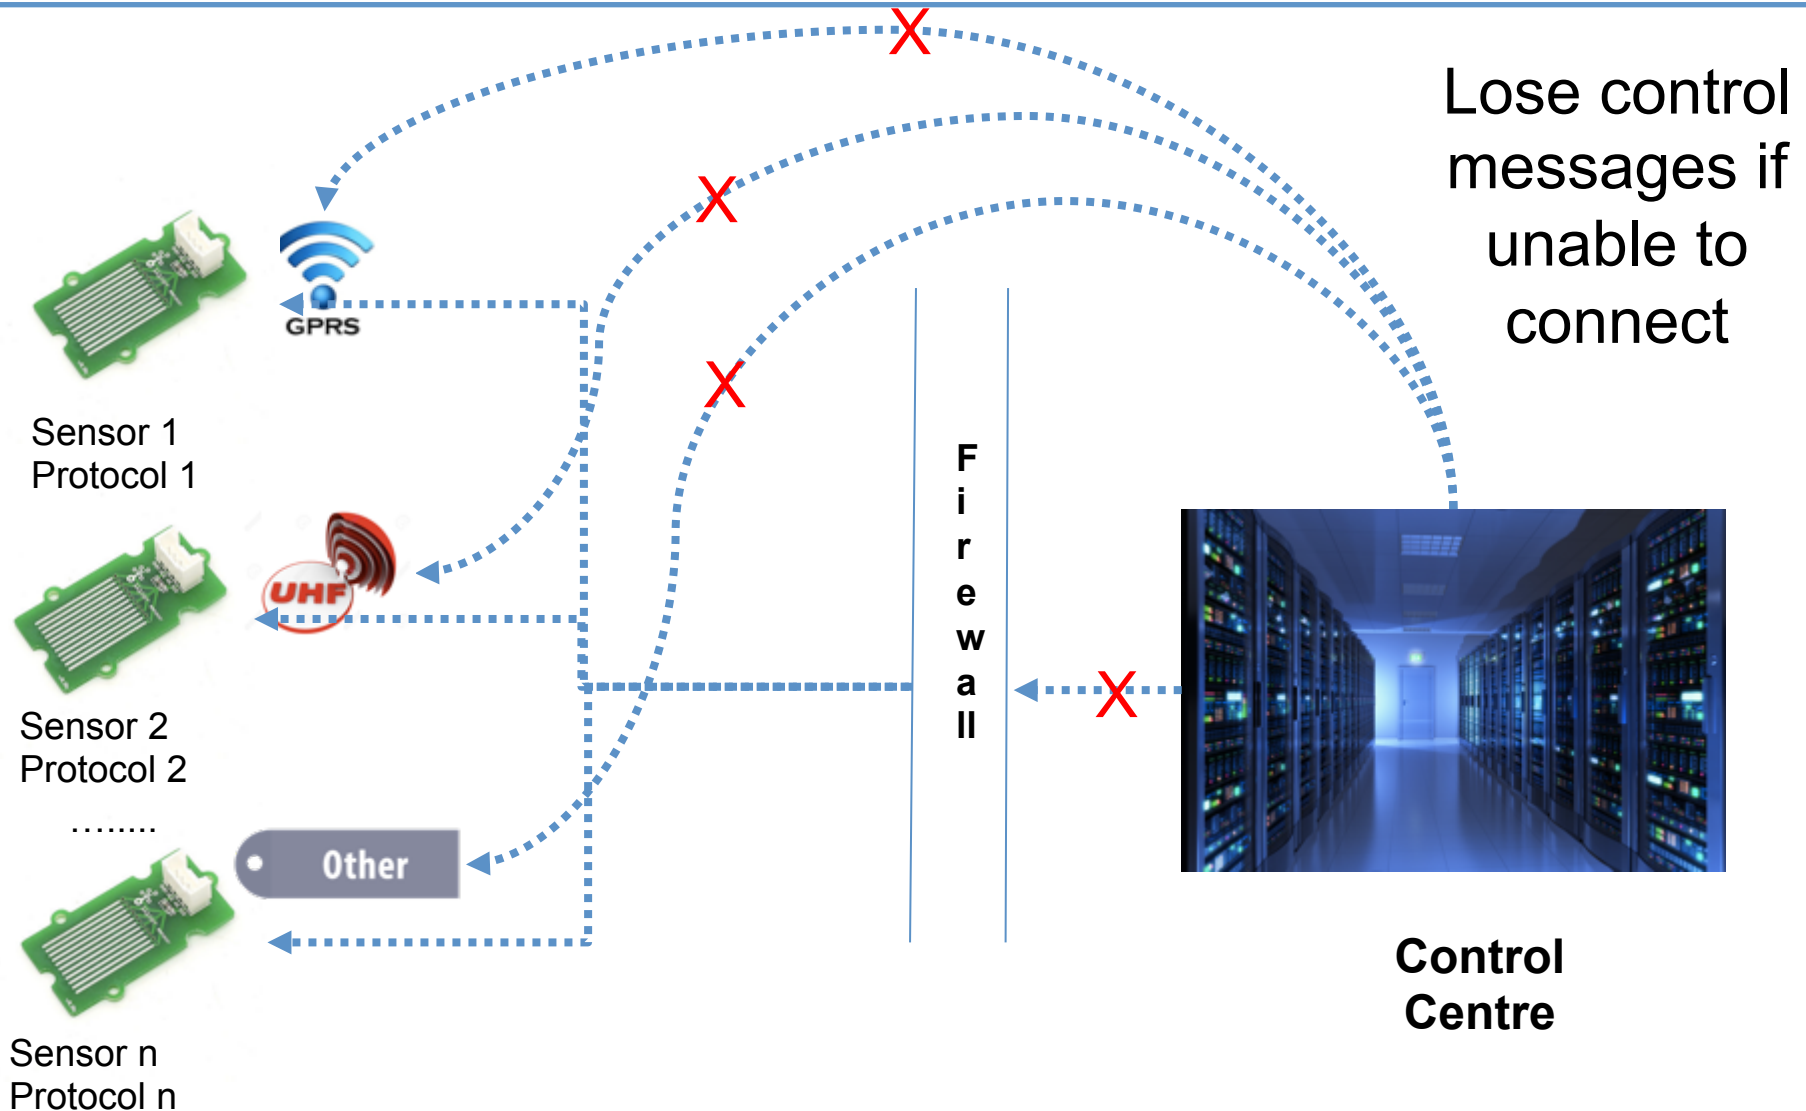 Lose control
messages if
unable to
connect
GPRS
Sensor 1
Protocol 1
UHF
Sensor 2
Protocol 2
….....
Other
Sensor n
Protocol n
F
i
r
e
w
a
ll
Control
Centre